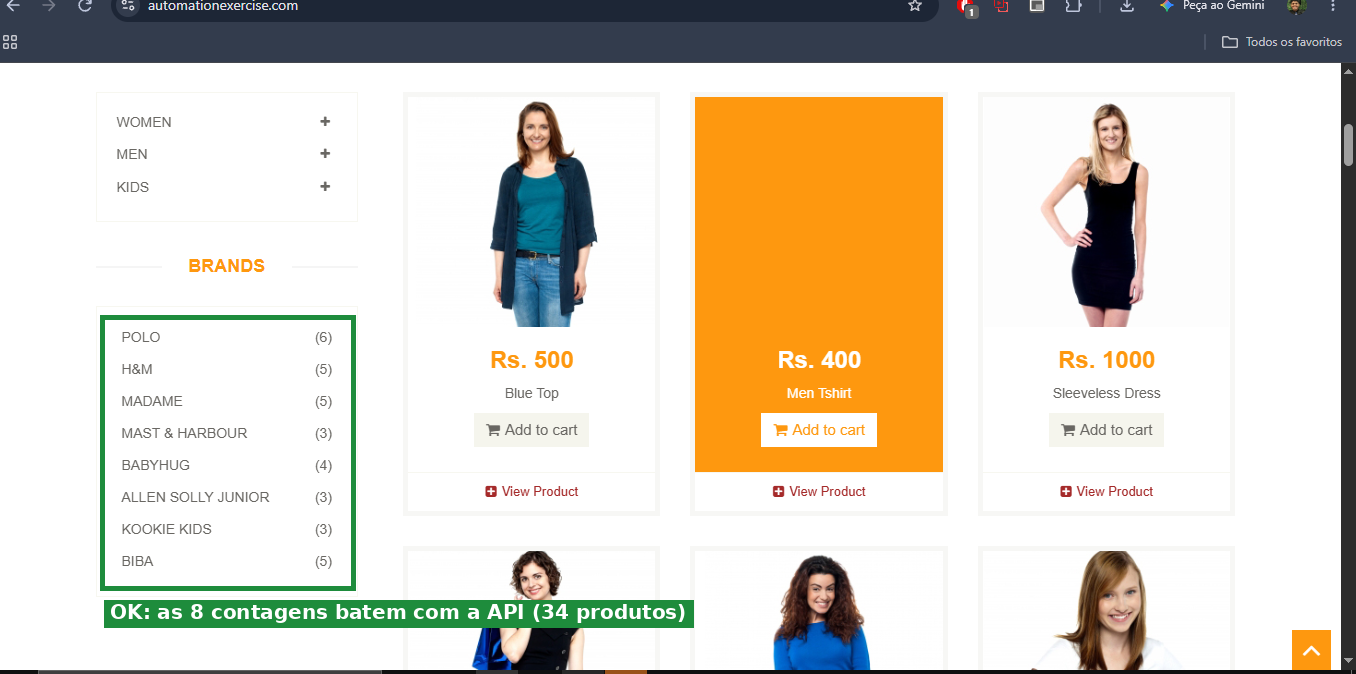 automationexercise.com
1
Peça ao Gemini
Todos os favoritos
WOMEN
MEN
KIDS
BRANDS
POLO (6)
H&M (5)
MADAME (5)
MAST & HARBOUR (3)
BABYHUG (4)
ALLEN SOLLY JUNIOR (3)
KOOKIE KIDS (3)
BIBA (5)
OK: as 8 contagens batem com a API (34 produtos)
Rs. 500
Blue Top
Add to cart
View Product
Rs. 400
Men Tshirt
Add to cart
View Product
Rs. 1000
Sleeveless Dress
Add to cart
View Product